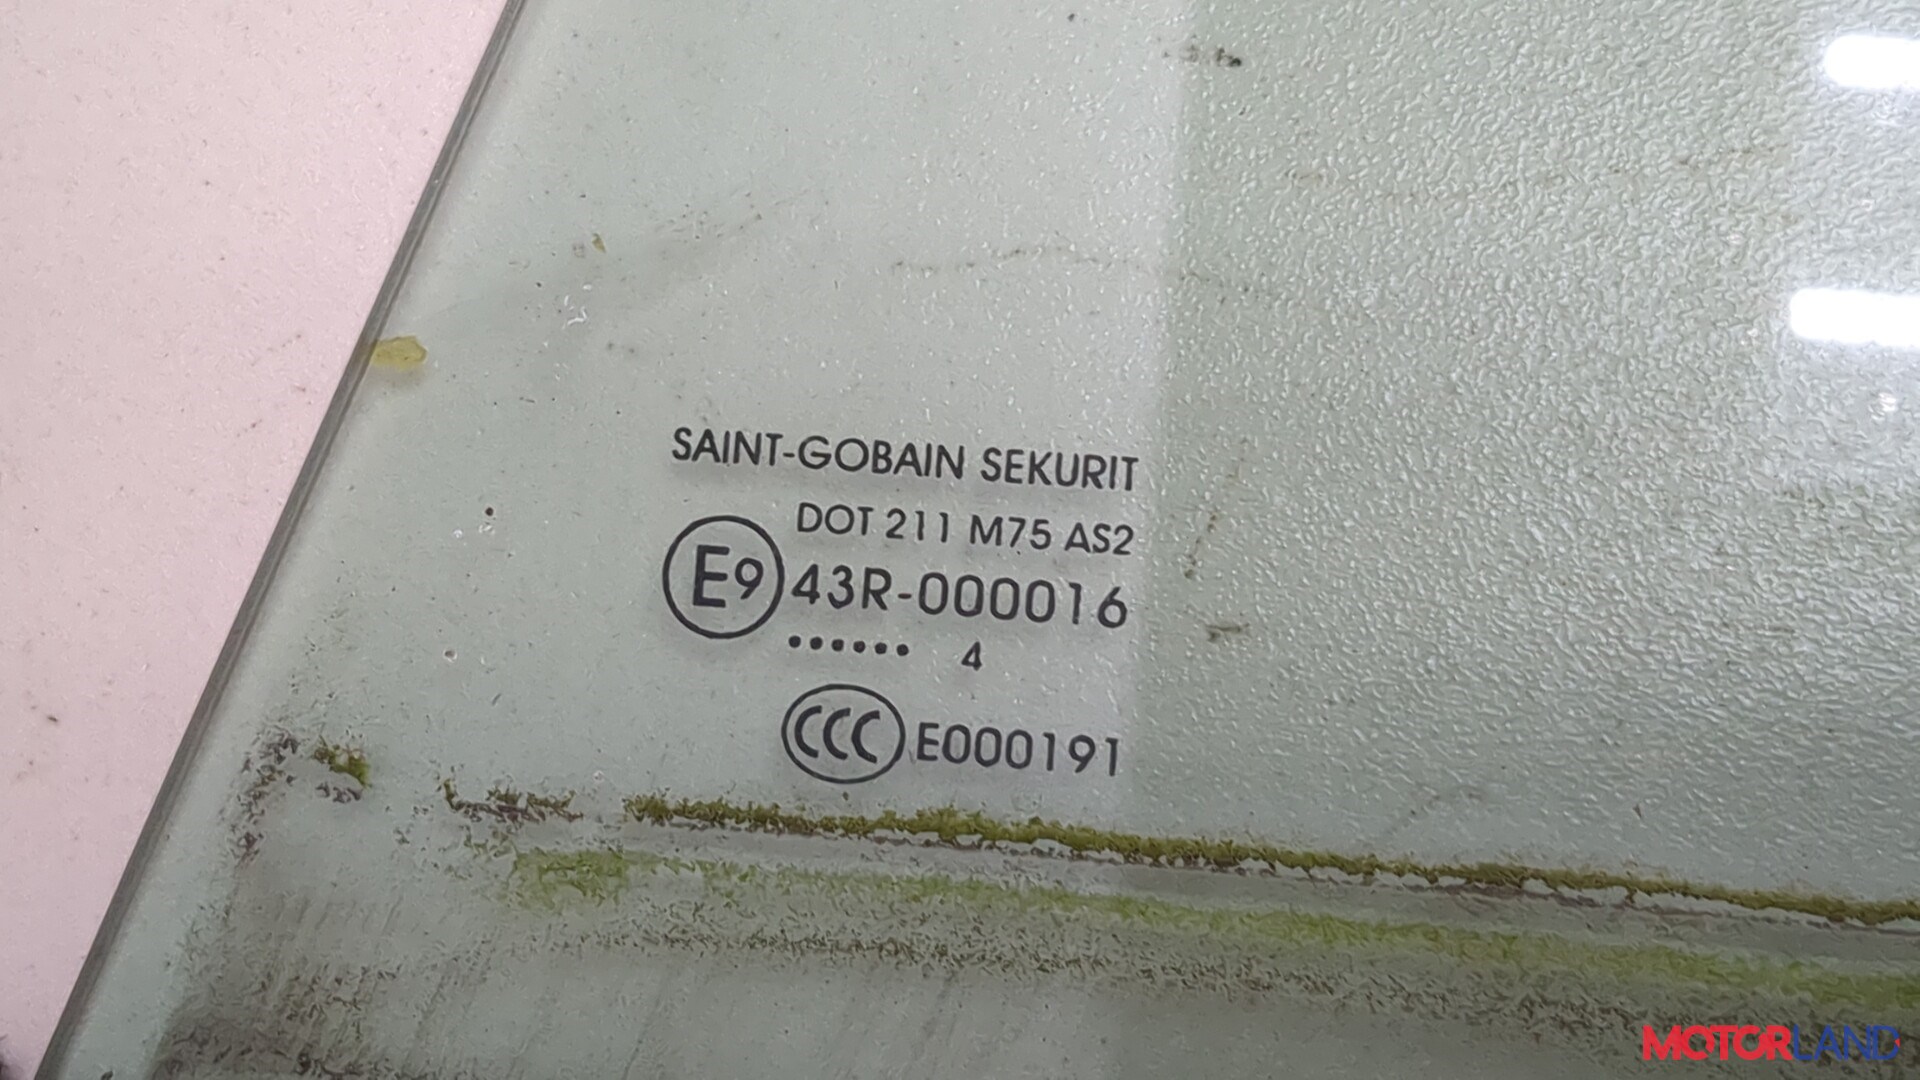 SAINT-GOBAIN SEKURIT
DOT 211 M75 AS2
E9 43R-000016
...... 4
CCC E000191
MOTORLAND